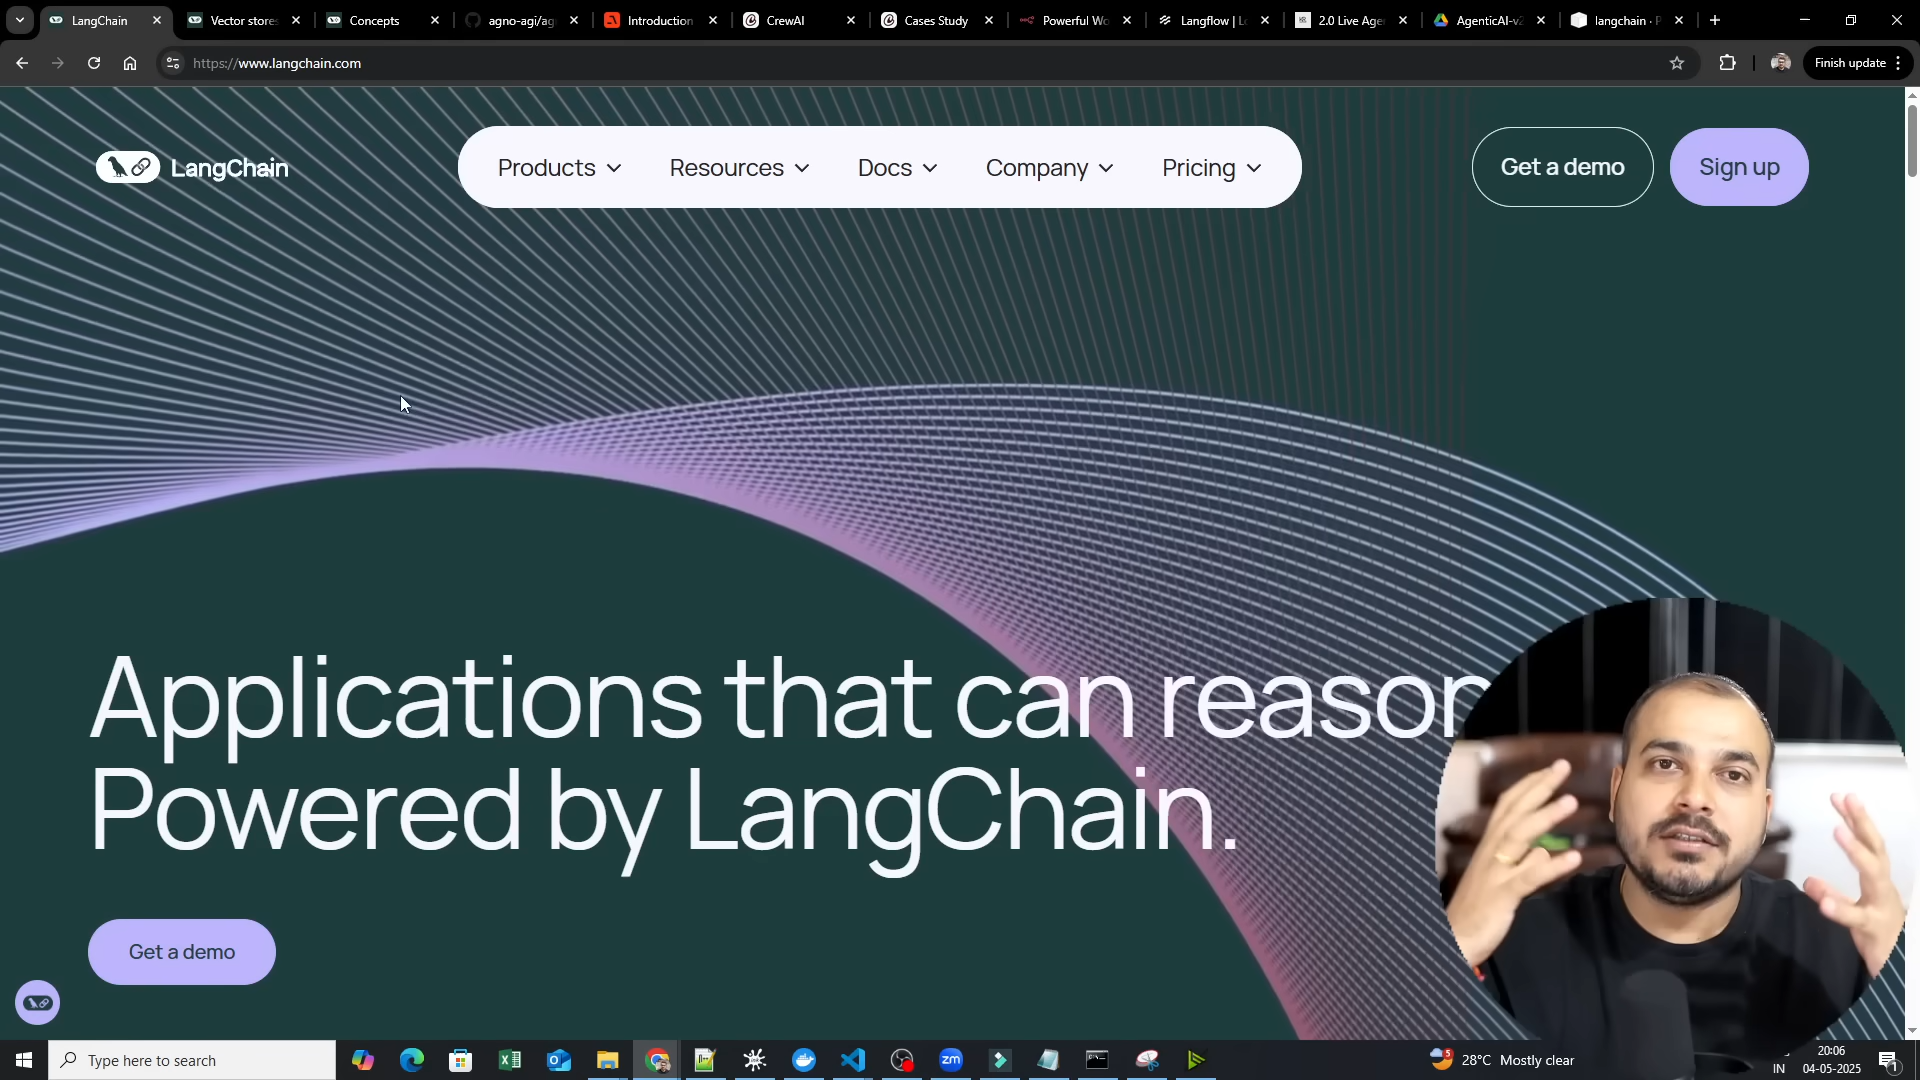 LangChain
Vector stores
Concepts
agno-agi/ag
Introduction
CrewAI
Cases Study
Powerful Wo
Langflow | L
2.0 Live Age
AgenticAI-v2
langchain · P
https://www.langchain.com
Finish update
LangChain
Products
Resources
Docs
Company
Pricing
Get a demo
Sign up
Applications that can reason
Powered by LangChain.
Get a demo
Type here to search
zm
28°C Mostly clear
IN
20:06
04-05-2025